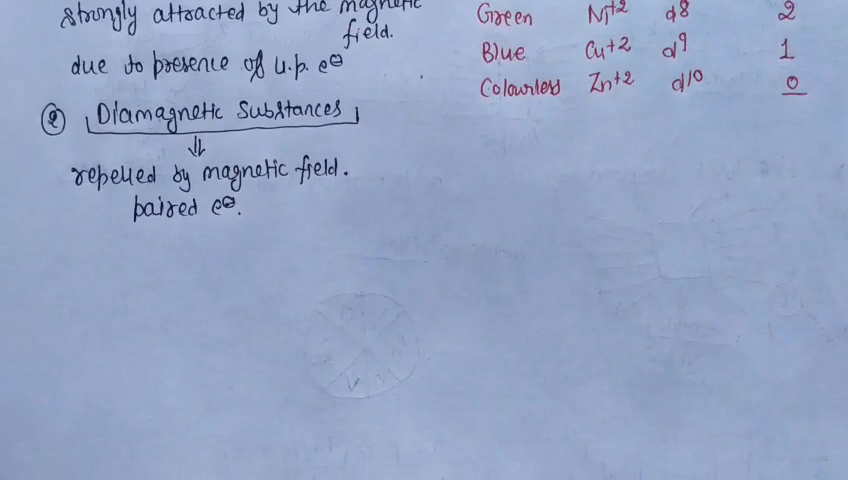 strongly attracted by the magnetic
field.
due to presence of u.p. e⊖
② Diamagnetic Substances
⇓
repelled by magnetic field.
paired e⊖.
Green Ni+2 d8 2
Blue Cu+2 d9 1
Colourless Zn+2 d10 0